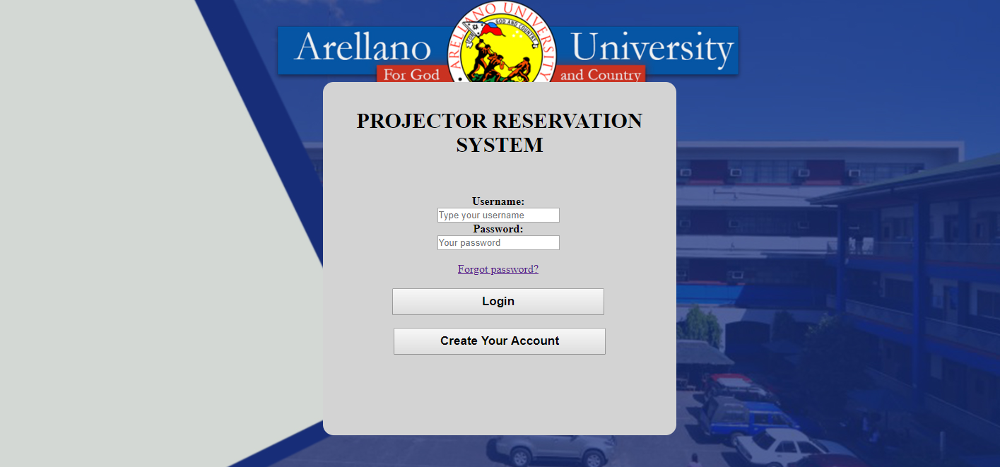 Arellano University
ARELLANO UNIVERSITY
FOR GOD AND COUNTRY
For God and Country
PROJECTOR RESERVATION
SYSTEM
Username:
Type your username
Password:
Your password
Forgot password?
Login
Create Your Account